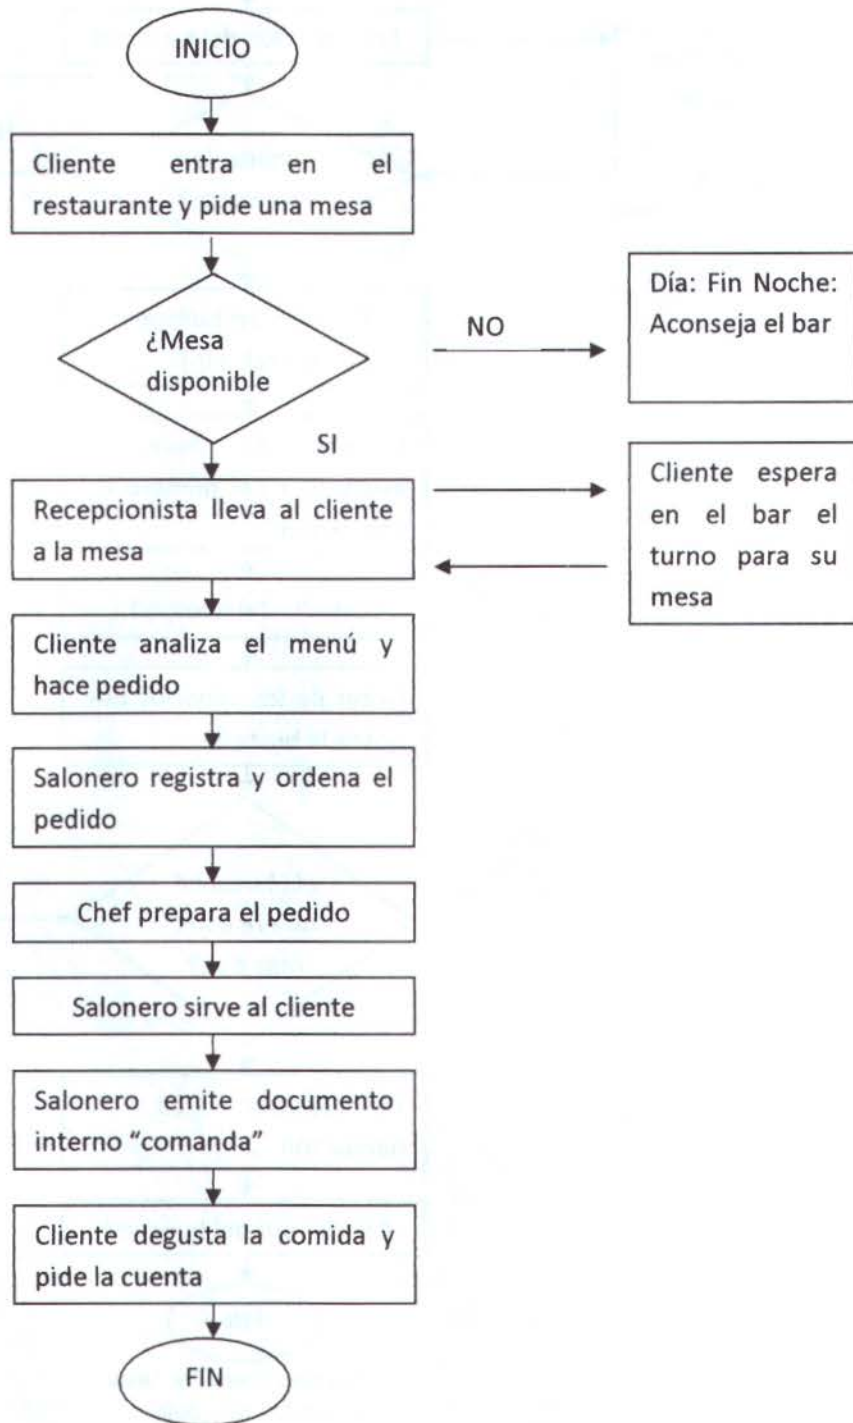 INICIO
Cliente entra en el
restaurante y pide una mesa
¿Mesa
disponible
NO
Día: Fin Noche:
Aconseja el bar
SI
Recepcionista lleva al cliente
a la mesa
Cliente espera
en el bar el
turno para su
mesa
Cliente analiza el menú y
hace pedido
Salonero registra y ordena el
pedido
Chef prepara el pedido
Salonero sirve al cliente
Salonero emite documento
interno “comanda”
Cliente degusta la comida y
pide la cuenta
FIN